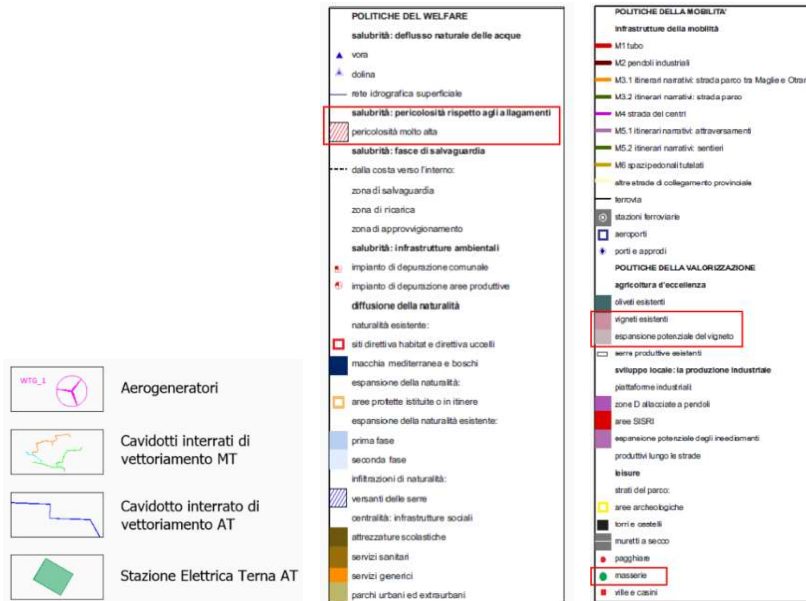 WTG_1
Aerogeneratori
Cavidotti interrati di
vettoriamento MT
Cavidotto interrato di
vettoriamento AT
Stazione Elettrica Terna AT
POLITICHE DEL WELFARE
salubrità: deflusso naturale delle acque
vora
dolina
rete idrografica superficiale
salubrità: pericolosità rispetto agli allagamenti
pericolosità molto alta
salubrità: fasce di salvaguardia
dalla costa verso l'interno:
zona di salvaguardia
zona di ricarica
zona di approvvigionamento
salubrità: infrastrutture ambientali
impianto di depurazione comunale
impianto di depurazione aree produttive
diffusione della naturalità
naturalità esistente:
siti direttiva habitat e direttiva uccelli
macchia mediterranea e boschi
espansione della naturalità:
aree protette istituite o in itinere
espansione della naturalità esistente:
prima fase
seconda fase
infiltrazioni di naturalità:
versanti delle serre
centralità: infrastrutture sociali
attrezzature scolastiche
servizi sanitari
servizi generici
parchi urbani ed extraurbani
POLITICHE DELLA MOBILITA'
infrastrutture della mobilità
M1 tubo
M2 pendoli industriali
M3.1 itinerari narrativi: strada parco tra Maglie e Otran
M3.2 itinerari narrativi: strada parco
M4 strada dei centri
M5.1 itinerari narrativi: attraversamenti
M5.2 itinerari narrativi: sentieri
M6 spazi pedonali tutelati
altre strade di collegamento provinciale
ferrovia
stazioni ferroviarie
aeroporti
porti e approdi
POLITICHE DELLA VALORIZZAZIONE
agricoltura d'eccellenza
oliveti esistenti
vigneti esistenti
espansione potenziale del vigneto
serre produttive esistenti
sviluppo locale: la produzione industriale
piattaforme industriali:
zone D allacciate a pendoli
aree SISRI
espansione potenziale degli insediamenti
produttivi lungo le strade
leisure
strati del parco:
aree archeologiche
torri e castelli
muretti a secco
pagghiare
masserie
ville e casini